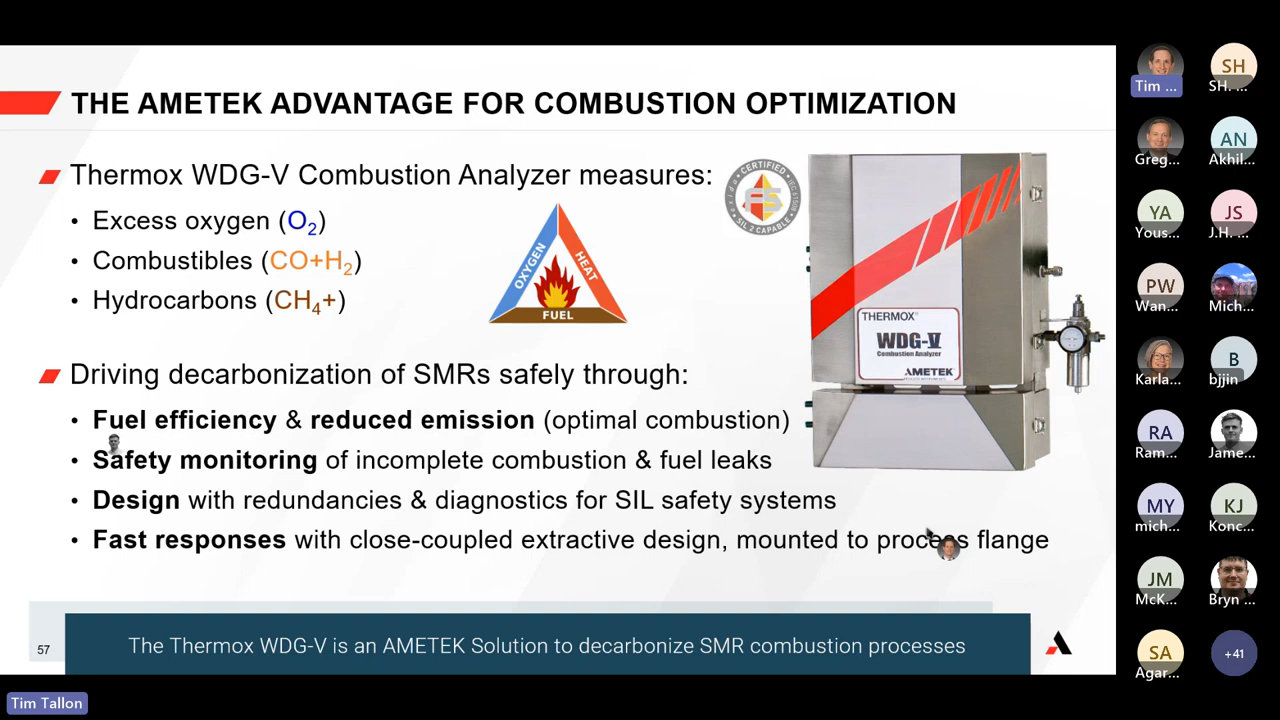 THE AMETEK ADVANTAGE FOR COMBUSTION OPTIMIZATION
Thermox WDG-V Combustion Analyzer measures:
• Excess oxygen (O₂)
• Combustibles (CO+H₂)
• Hydrocarbons (CH₄+)
OXYGEN
HEAT
FUEL
CERTIFIED
exida
IEC 61508
FS
SIL 2 CAPABLE
THERMOX®
WDG-V
Combustion Analyzer
AMETEK®
Driving decarbonization of SMRs safely through:
• Fuel efficiency & reduced emission (optimal combustion)
• Safety monitoring of incomplete combustion & fuel leaks
• Design with redundancies & diagnostics for SIL safety systems
• Fast responses with close-coupled extractive design, mounted to process flange
57
The Thermox WDG-V is an AMETEK Solution to decarbonize SMR combustion processes
Tim Tallon
Tim ...
SH
SH. ...
Greg...
AN
Akhil...
YA
Yous...
JS
J.H. ...
PW
Wan...
Mich...
Karla...
B
bjjin
RA
Ram...
Jame...
MY
mich...
KJ
Konc...
JM
McK...
Bryn ...
SA
Agar...
+41